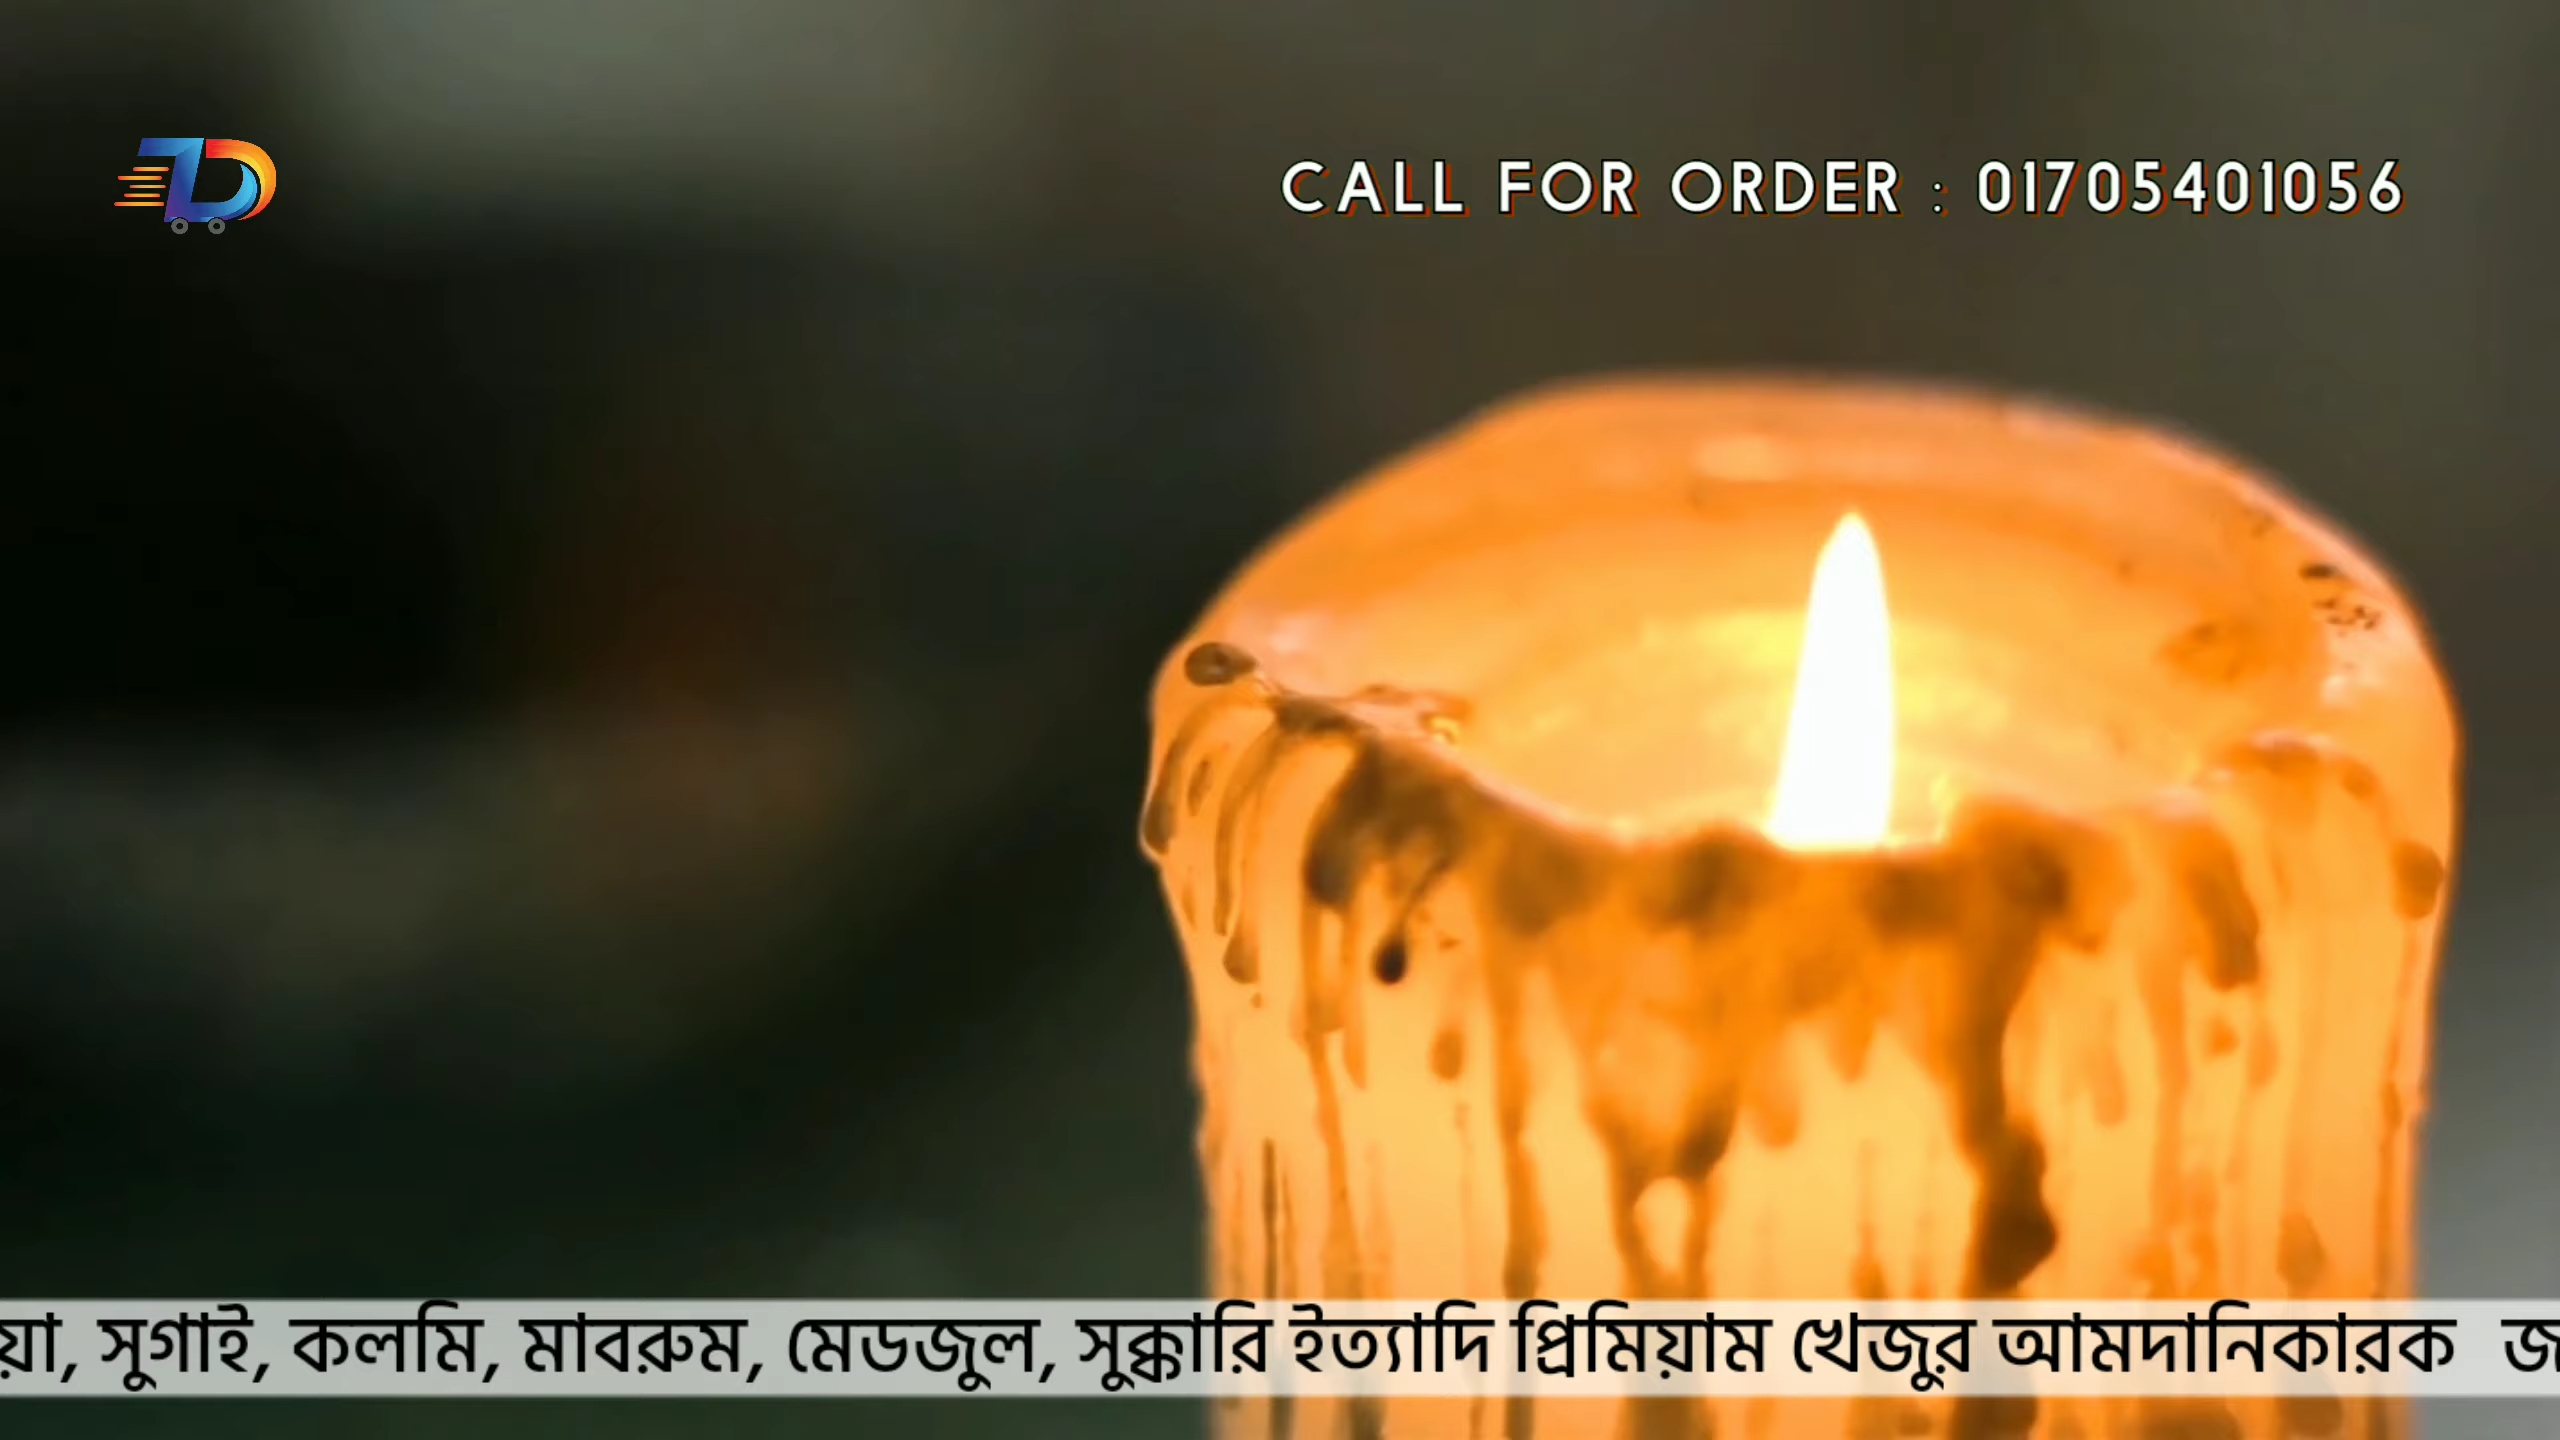 CALL FOR ORDER : 01705401056
য়া, সুগাই, কলমি, মাবরুম, মেডজুল, সুক্কারি ইত্যাদি প্রিমিয়াম খেজুর আমদানিকারক